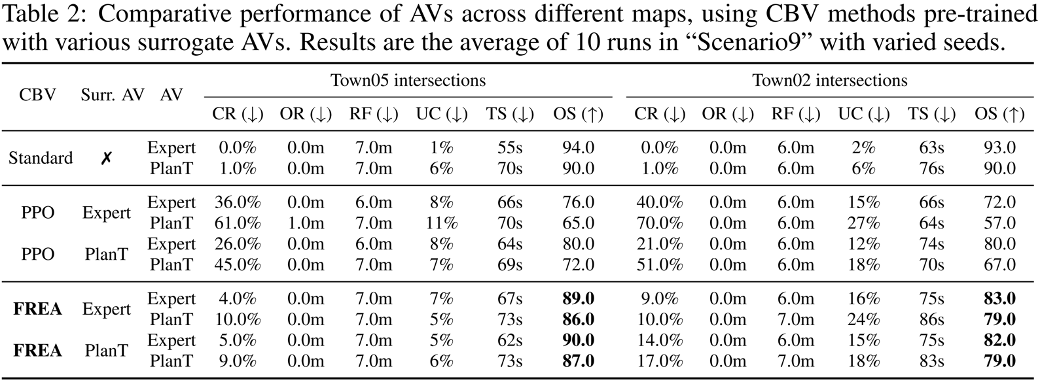 Table 2: Comparative performance of AVs across different maps, using CBV methods pre-trained
with various surrogate AVs. Results are the average of 10 runs in “Scenario9” with varied seeds.
CBV Surr. AV AV Town05 intersections Town02 intersections
CR (↓) OR (↓) RF (↓) UC (↓) TS (↓) OS (↑) CR (↓) OR (↓) RF (↓) UC (↓) TS (↓) OS (↑)
Standard ✗ Expert 0.0% 0.0m 7.0m 1% 55s 94.0 0.0% 0.0m 6.0m 2% 63s 93.0
PlanT 1.0% 0.0m 7.0m 6% 70s 90.0 1.0% 0.0m 6.0m 6% 76s 90.0
PPO Expert Expert 36.0% 0.0m 6.0m 8% 66s 76.0 40.0% 0.0m 6.0m 15% 66s 72.0
PlanT 61.0% 1.0m 7.0m 11% 70s 65.0 70.0% 0.0m 7.0m 27% 64s 57.0
PPO PlanT Expert 26.0% 0.0m 6.0m 8% 64s 80.0 21.0% 0.0m 6.0m 12% 74s 80.0
PlanT 45.0% 0.0m 7.0m 7% 69s 72.0 51.0% 0.0m 7.0m 18% 70s 67.0
FREA Expert Expert 4.0% 0.0m 7.0m 7% 67s 89.0 9.0% 0.0m 6.0m 16% 75s 83.0
PlanT 10.0% 0.0m 7.0m 5% 73s 86.0 10.0% 0.0m 7.0m 24% 86s 79.0
FREA PlanT Expert 5.0% 0.0m 7.0m 5% 62s 90.0 14.0% 0.0m 6.0m 15% 75s 82.0
PlanT 9.0% 0.0m 7.0m 6% 73s 87.0 17.0% 0.0m 7.0m 18% 83s 79.0